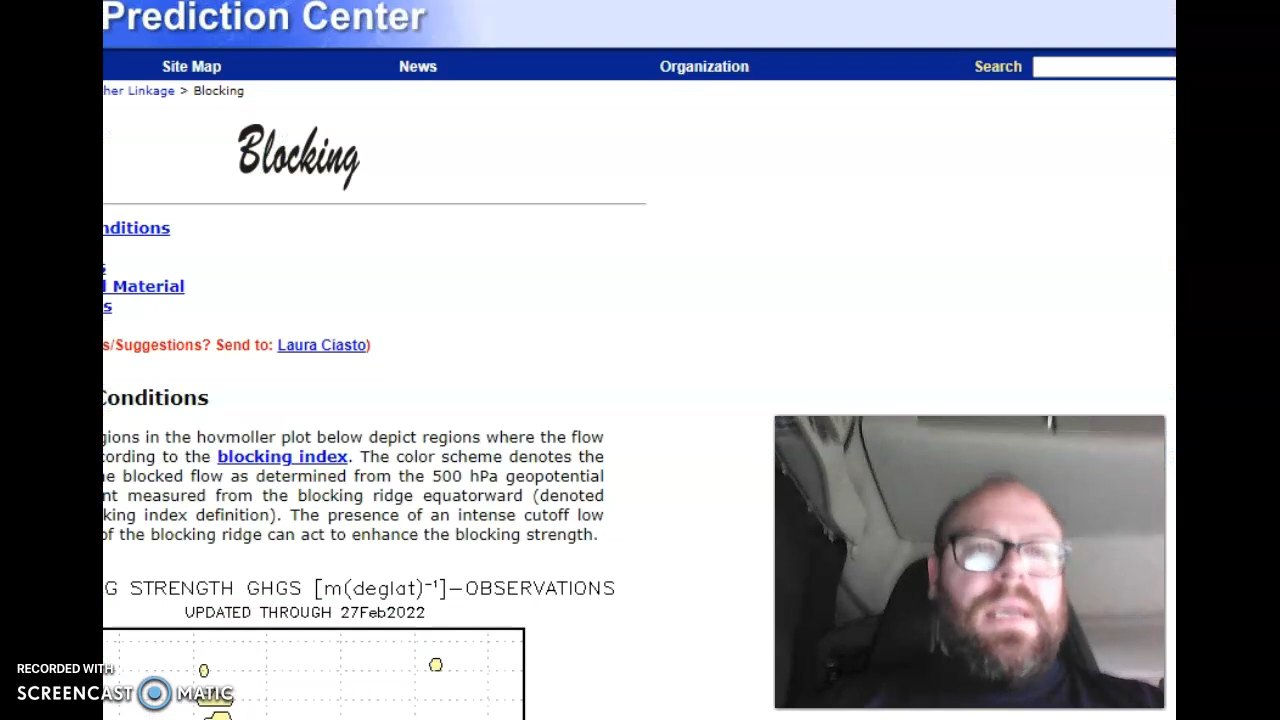 Prediction Center
Site Map News Organization Search
her Linkage > Blocking
Blocking
nditions
s
l Material
s
s/Suggestions? Send to: Laura Ciasto)
Conditions
gions in the hovmoller plot below depict regions where the flow
cording to the blocking index. The color scheme denotes the
e blocked flow as determined from the 500 hPa geopotential
nt measured from the blocking ridge equatorward (denoted
king index definition). The presence of an intense cutoff low
of the blocking ridge can act to enhance the blocking strength.
G STRENGTH GHGS [m(deglat)⁻¹]-OBSERVATIONS
UPDATED THROUGH 27Feb2022
RECORDED WITH
SCREENCAST MATIC